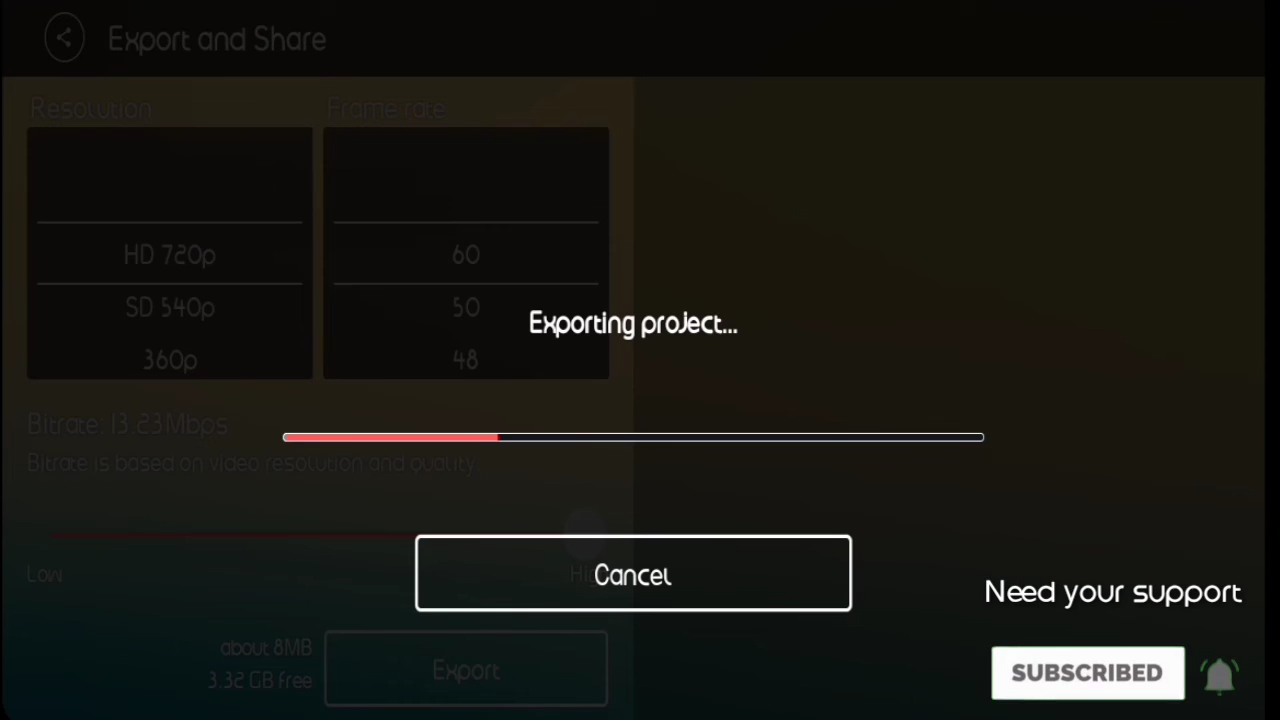 Export and Share
Resolution
Frame rate
HD 720p
60
SD 540p
50
360p
48
Exporting project...
Bitrate: 13.23Mbps
Bitrate is based on video resolution and quality.
Low
Cancel
Need your support
about 8MB
3.32 GB free
Export
SUBSCRIBED